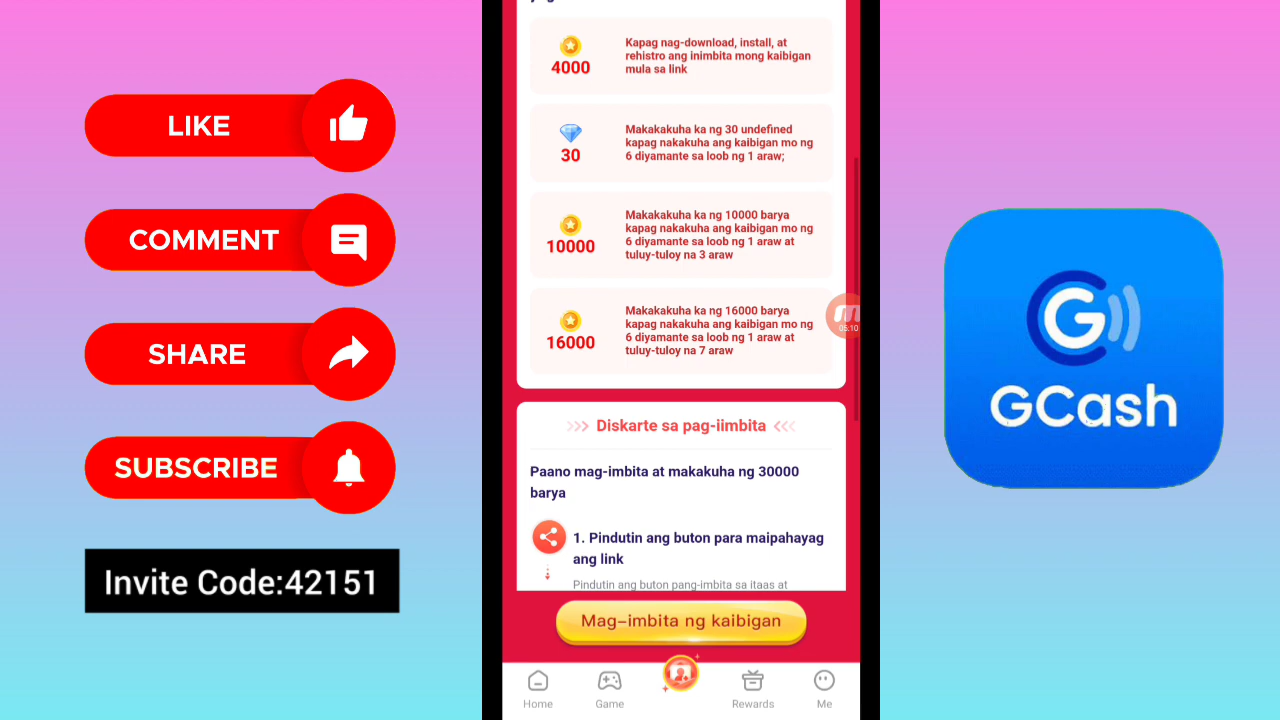 LIKE
COMMENT
SHARE
SUBSCRIBE
Invite Code:42151
4000
Kapag nag-download, install, at
rehistro ang inimbita mong kaibigan
mula sa link
30
Makakakuha ka ng 30 undefined
kapag nakakuha ang kaibigan mo ng
6 diyamante sa loob ng 1 araw;
10000
Makakakuha ka ng 10000 barya
kapag nakakuha ang kaibigan mo ng
6 diyamante sa loob ng 1 araw at
tuluy-tuloy na 3 araw
16000
Makakakuha ka ng 16000 barya
kapag nakakuha ang kaibigan mo ng
6 diyamante sa loob ng 1 araw at
tuluy-tuloy na 7 araw
05:10
Diskarte sa pag-iimbita
Paano mag-imbita at makakuha ng 30000
barya
1. Pindutin ang buton para maipahayag
ang link
Pindutin ang buton pang-imbita sa itaas at
Mag-imbita ng kaibigan
Home
Game
Rewards
Me
G
GCash